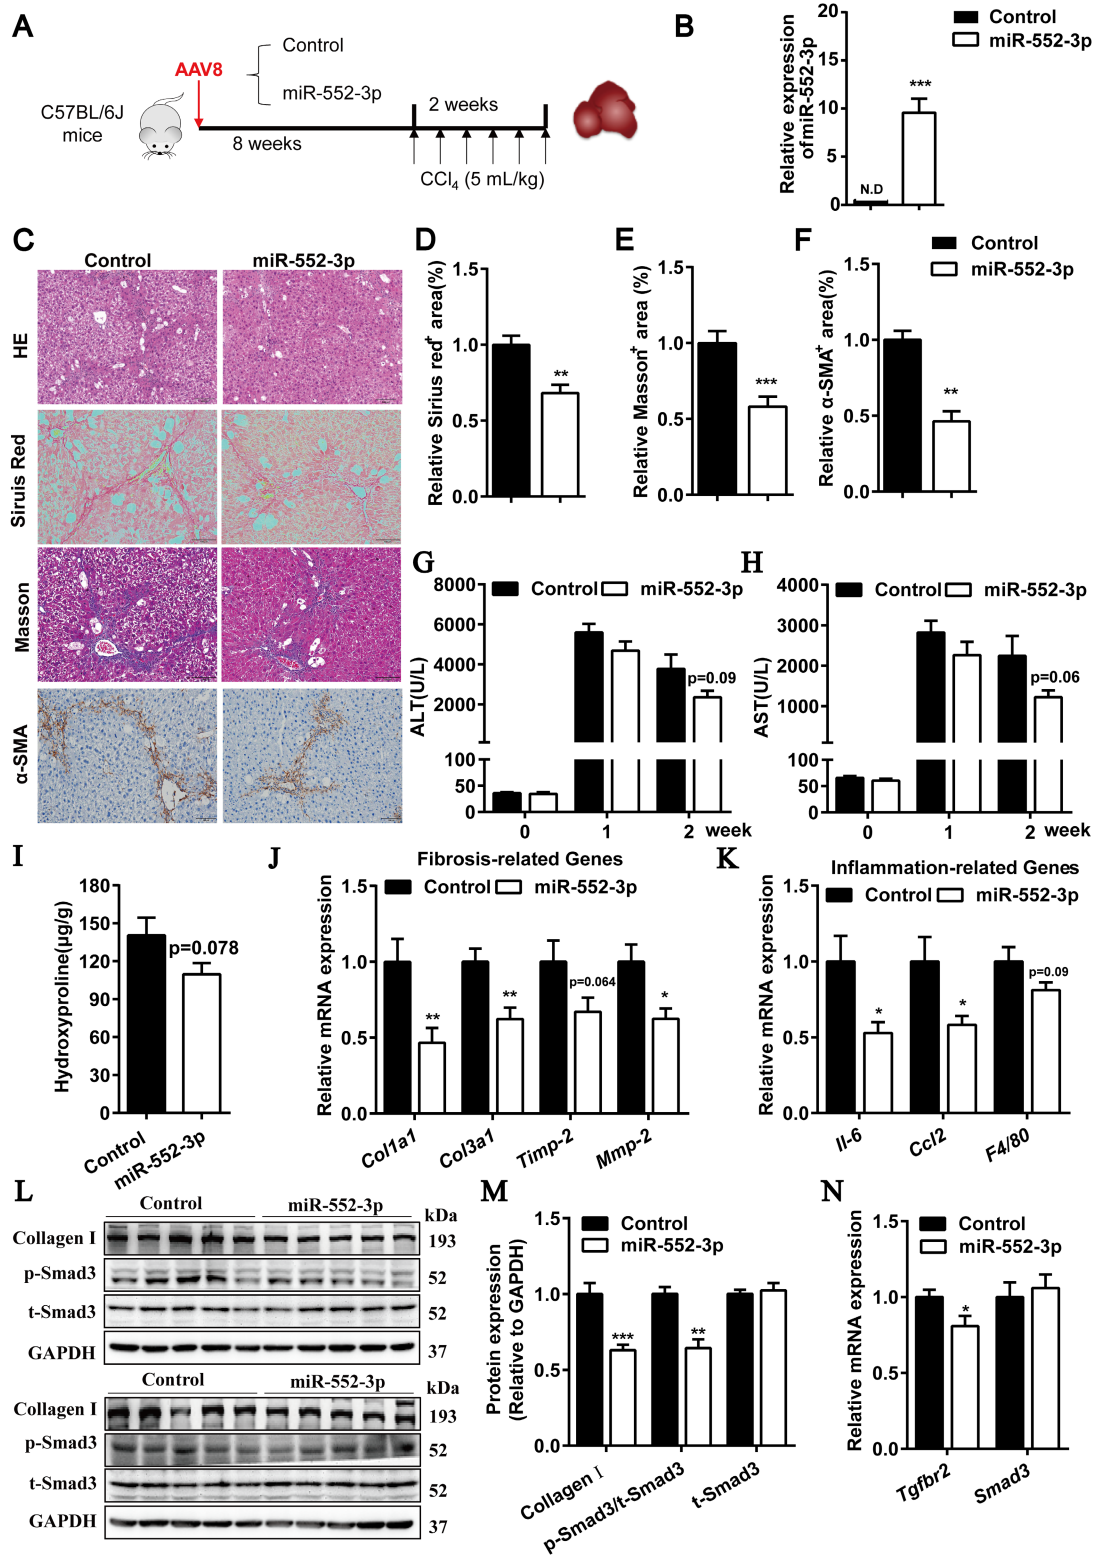 A
AAV8
Control
miR-552-3p
C57BL/6J
mice
8 weeks
2 weeks
CCl4 (5 mL/kg)
B
Relative expression
ofmiR-552-3p
20
15
10
5
0
N.D
***
Control
miR-552-3p
C
Control
miR-552-3p
HE
Siruis Red
Masson
α-SMA
D
Relative Sirius red+ area(%)
1.5
1.0
0.5
0.0
**
E
Relative Masson+ area (%)
1.5
1.0
0.5
0.0
***
F
Control
miR-552-3p
Relative α-SMA+ area(%)
1.5
1.0
0.5
0.0
**
G
ALT(U/L)
8000
6000
4000
2000
100
50
0
Control
miR-552-3p
p=0.09
0 1 2 week
H
AST(U/L)
4000
3000
2000
1000
100
50
0
Control
miR-552-3p
p=0.06
0 1 2 week
I
Hydroxyproline(μg/g)
180
150
120
90
60
30
0
p=0.078
Control
miR-552-3p
J
Fibrosis-related Genes
Control
miR-552-3p
Relative mRNA expression
1.5
1.0
0.5
0.0
**
**
p=0.064
*
Col1a1
Col3a1
Timp-2
Mmp-2
K
Inflammation-related Genes
Control
miR-552-3p
Relative mRNA expression
1.5
1.0
0.5
0.0
*
*
p=0.09
Il-6
Ccl2
F4/80
L
Control
miR-552-3p
kDa
Collagen I
193
p-Smad3
52
t-Smad3
52
GAPDH
37
Control
miR-552-3p
kDa
Collagen I
193
p-Smad3
52
t-Smad3
52
GAPDH
37
M
Control
miR-552-3p
Protein expression
(Relative to GAPDH)
1.5
1.0
0.5
0.0
***
**
Collagen I
p-Smad3/t-Smad3
t-Smad3
N
Control
miR-552-3p
Relative mRNA expression
1.5
1.0
0.5
0.0
*
Tgfbr2
Smad3